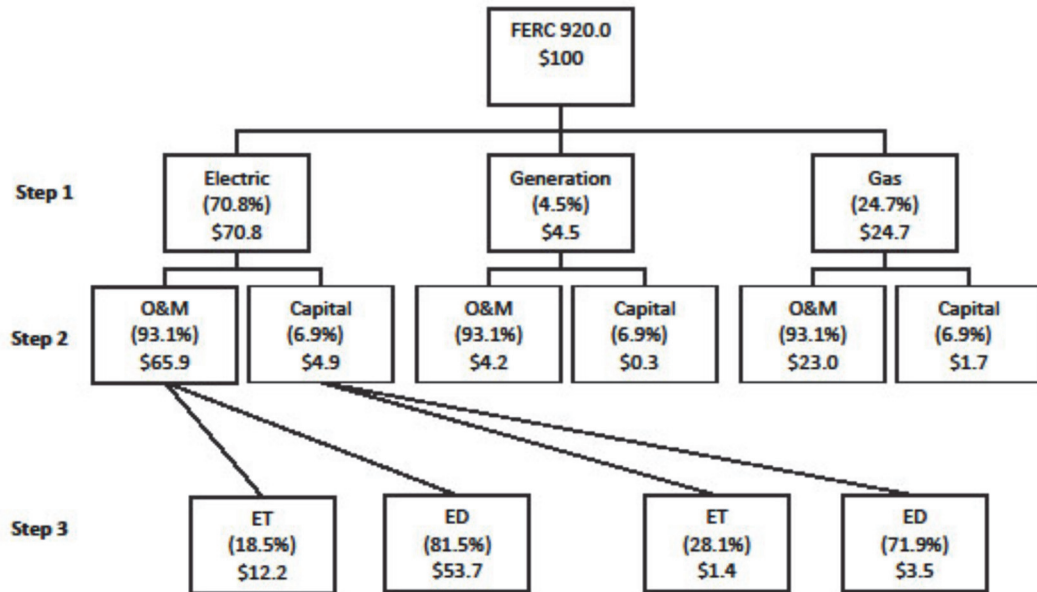 FERC 920.0
$100
Step 1
Electric
(70.8%)
$70.8
Generation
(4.5%)
$4.5
Gas
(24.7%)
$24.7
Step 2
O&M
(93.1%)
$65.9
Capital
(6.9%)
$4.9
O&M
(93.1%)
$4.2
Capital
(6.9%)
$0.3
O&M
(93.1%)
$23.0
Capital
(6.9%)
$1.7
Step 3
ET
(18.5%)
$12.2
ED
(81.5%)
$53.7
ET
(28.1%)
$1.4
ED
(71.9%)
$3.5